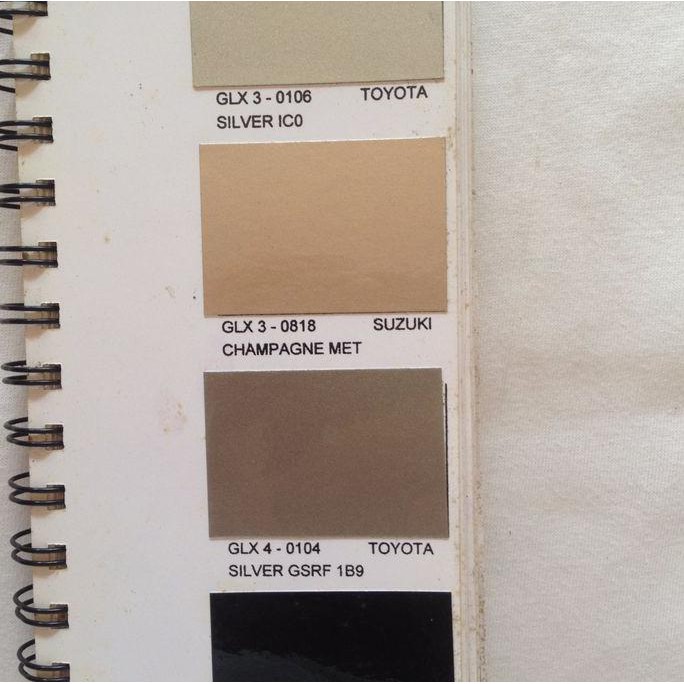 GLX 3 - 0106 TOYOTA
SILVER IC0
GLX 3 - 0818 SUZUKI
CHAMPAGNE MET
GLX 4 - 0104 TOYOTA
SILVER GSRF 1B9